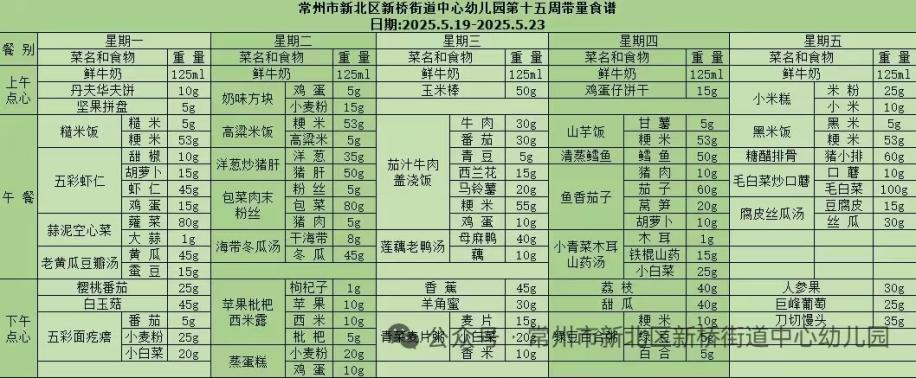 常州市新北区新桥街道中心幼儿园第十五周带量食谱
日期:2025.5.19-2025.5.23
餐 别 星期一 星期二 星期三 星期四 星期五
菜名和食物 重 量 菜名和食物 重 量 菜名和食物 重 量 菜名和食物 重 量 菜名和食物 重 量
上午点心 鲜牛奶 125ml 鲜牛奶 125ml 鲜牛奶 125ml 鲜牛奶 125ml 鲜牛奶 125ml
丹夫华夫饼 10g 奶味方块 鸡 蛋 5g 玉米棒 50g 鸡蛋仔饼干 15g 小米糕 米 粉 25g
坚果拼盘 5g 小麦粉 15g 小 米 10g
午 餐 糙米饭 糙 米 5g 高粱米饭 粳 米 53g 茄汁牛肉盖浇饭 牛 肉 30g 山芋饭 甘 薯 5g 黑米饭 黑 米 5g
粳 米 53g 高粱米 5g 番 茄 30g 粳 米 53g 粳 米 53g
五彩虾仁 甜 椒 10g 洋葱炒猪肝 洋 葱 35g 青 豆 5g 清蒸鳕鱼 鳕 鱼 50g 糖醋排骨 猪小排 60g
胡萝卜 15g 猪 肝 50g 西兰花 15g 鱼香茄子 猪 肉 10g 毛白菜炒口蘑 口 蘑 10g
虾 仁 45g 包菜肉末粉丝 粉 丝 5g 马铃薯 20g 茄 子 60g 毛白菜 100g
鸡 蛋 15g 包 菜 80g 粳 米 55g 莴 笋 20g 腐皮丝瓜汤 豆腐皮 15g
蒜泥空心菜 蕹 菜 80g 猪 肉 5g 鸡 蛋 10g 胡萝卜 10g 丝 瓜 30g
大 蒜 1g 海带冬瓜汤 干海带 8g 莲藕老鸭汤 母麻鸭 40g 小青菜木耳山药汤 木 耳 1g
老黄瓜豆瓣汤 黄 瓜 45g 冬 瓜 45g 藕 10g 铁棍山药 15g
蚕 豆 15g 小白菜 25g
下午点心 樱桃番茄 25g 苹果枇杷西米露 枸杞子 1g 香 蕉 45g 荔 枝 40g 人参果 30g
白玉菇 45g 苹 果 10g 羊角蜜 30g 甜 瓜 40g 巨峰葡萄 25g
五彩面疙瘩 番 茄 5g 西 米 10g 青菜麦片粥 麦 片 15g 粳 米 10g 刀切馒头 35g
小麦粉 25g 枇 杷 5g 小白菜
小白菜 20g 蒸蛋糕 小麦粉 20g 香 米 10g 百 合 5g
鸡 蛋 10g
公众号 · 常州市新北区新桥街道中心幼儿园